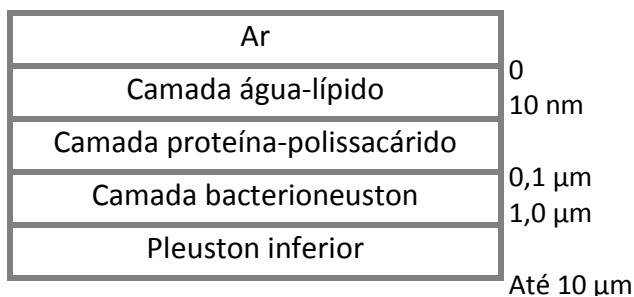 Ar
0
Camada água-lípido
10 nm
Camada proteína-polissacárido
0,1 µm
Camada bacterioneuston
1,0 µm
Pleuston inferior
Até 10 µm